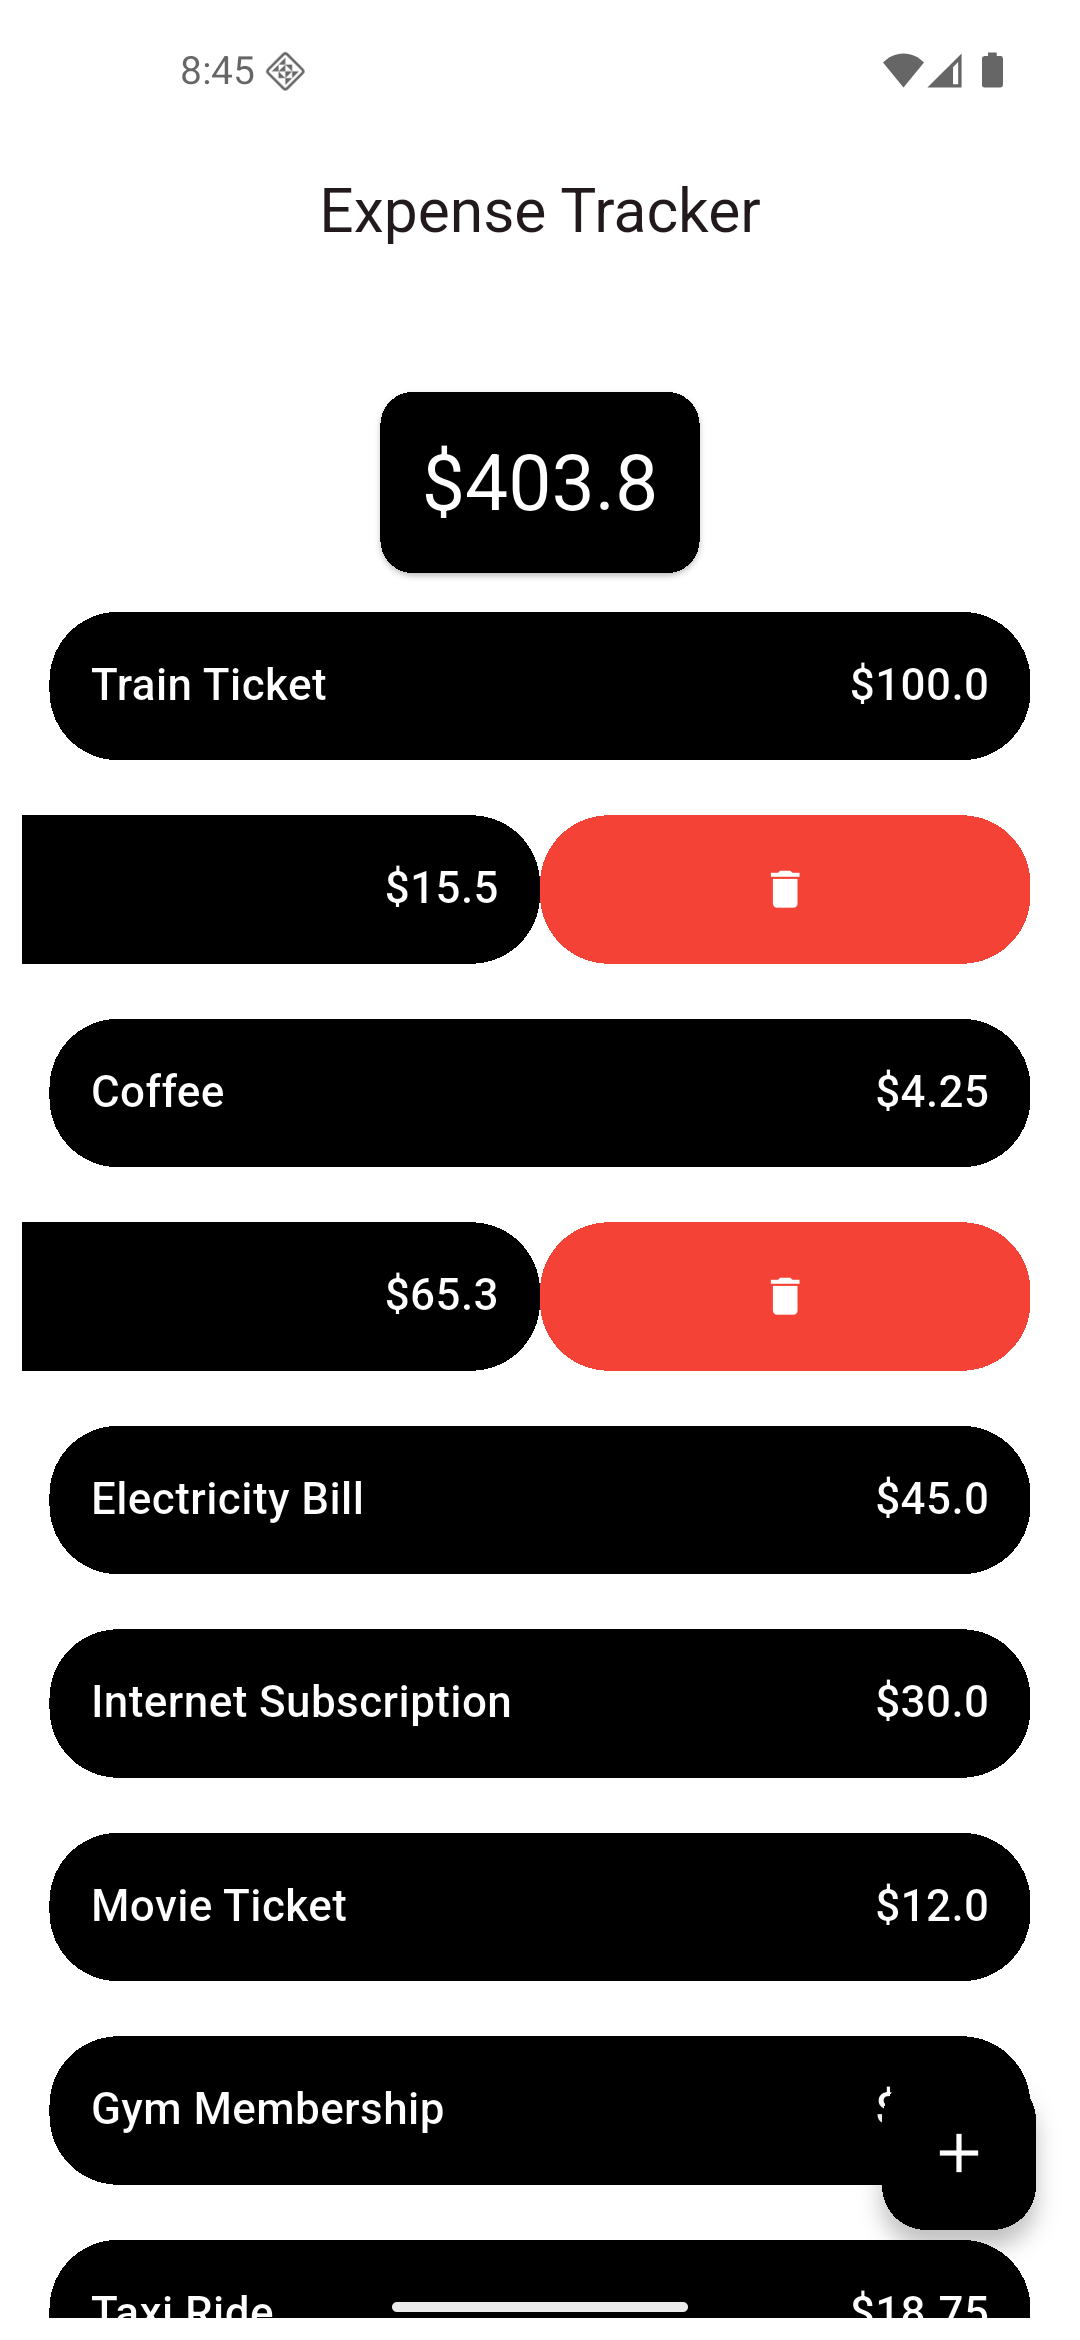 8:45
Expense Tracker
$403.8
Train Ticket $100.0
$15.5
Coffee $4.25
$65.3
Electricity Bill $45.0
Internet Subscription $30.0
Movie Ticket $12.0
Gym Membership $
Taxi Ride $18.75